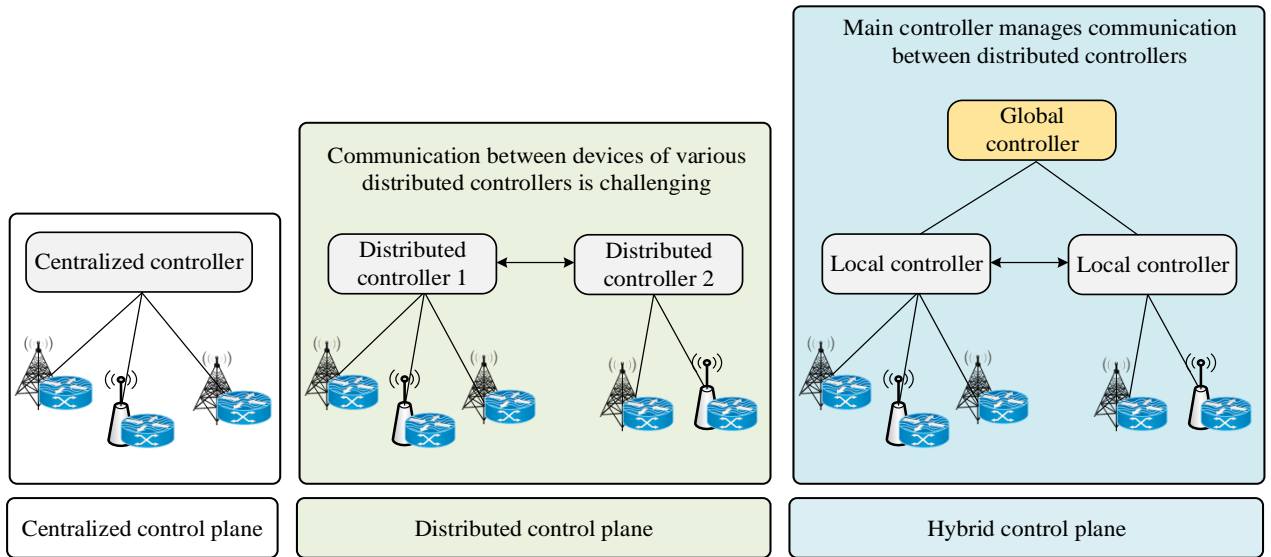 Centralized controller
Centralized control plane
Communication between devices of various
distributed controllers is challenging
Distributed
controller 1
Distributed
controller 2
Distributed control plane
Main controller manages communication
between distributed controllers
Global
controller
Local controller
Local controller
Hybrid control plane